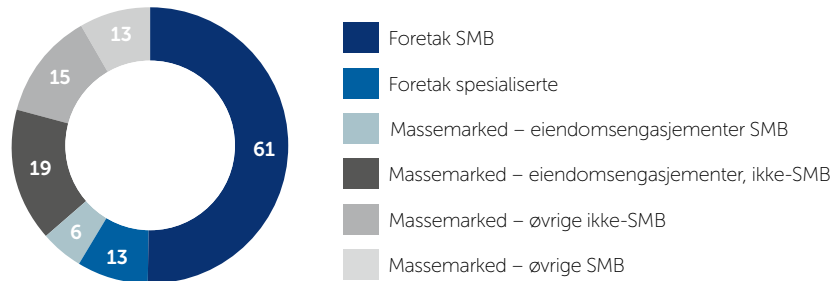 13
15
19
6
13
61
Foretak SMB
Foretak spesialiserte
Massemarked – eiendomsengasjementer SMB
Massemarked – eiendomsengasjementer, ikke-SMB
Massemarked – øvrige ikke-SMB
Massemarked – øvrige SMB